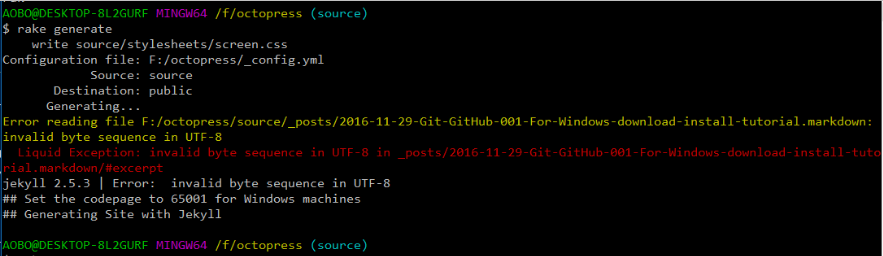 AOBO@DESKTOP-8L2GURF MINGW64 /f/octopress (source)
$ rake generate
write source/stylesheets/screen.css
Configuration file: F:/octopress/_config.yml
Source: source
Destination: public
Generating...
Error reading file F:/octopress/source/_posts/2016-11-29-Git-GitHub-001-For-Windows-download-install-tutorial.markdown:
invalid byte sequence in UTF-8
Liquid Exception: invalid byte sequence in UTF-8 in _posts/2016-11-29-Git-GitHub-001-For-Windows-download-install-tuto
rial.markdown/#excerpt
jekyll 2.5.3 | Error:  invalid byte sequence in UTF-8
## Set the codepage to 65001 for Windows machines
## Generating Site with Jekyll
AOBO@DESKTOP-8L2GURF MINGW64 /f/octopress (source)